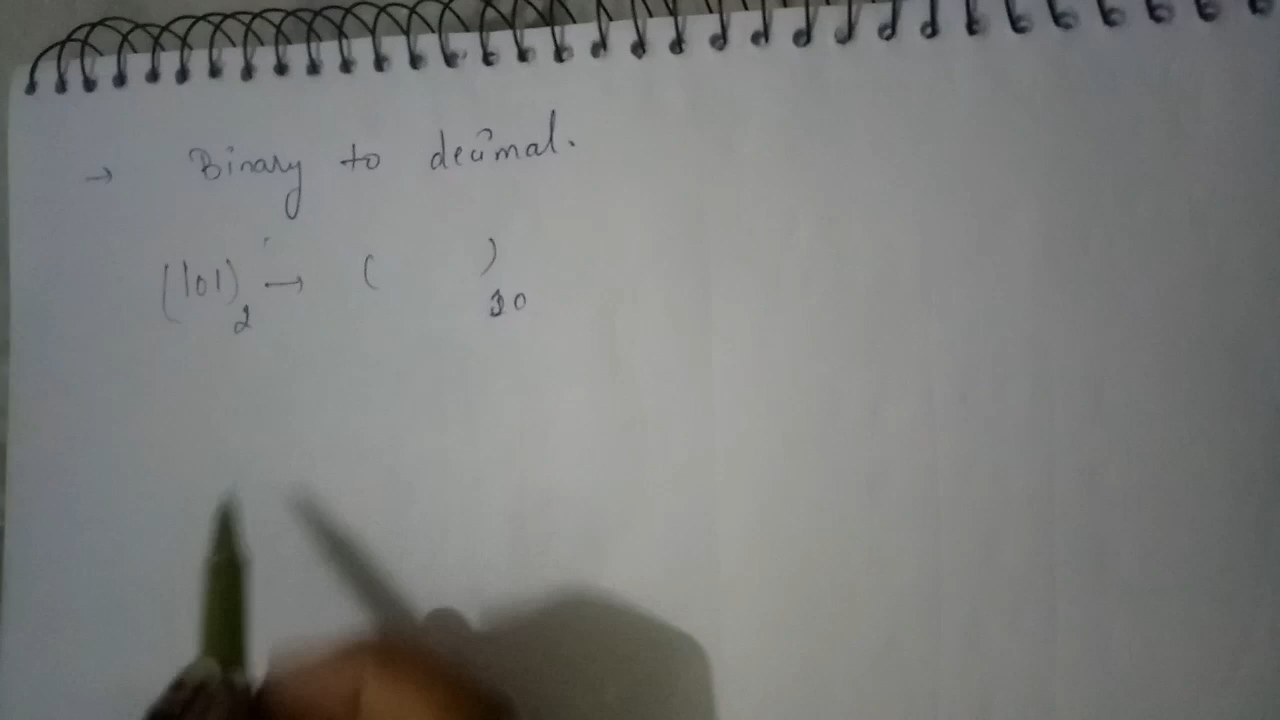 → Binary to decimal.
(101)₂ → (      )₁₀